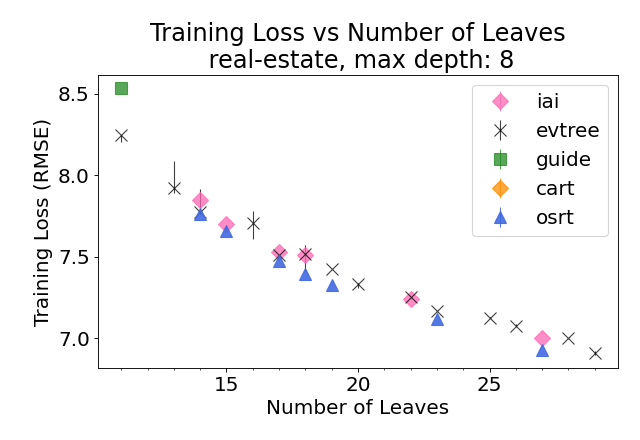 Training Loss vs Number of Leaves
real-estate, max depth: 8
Training Loss (RMSE)
8.5
8.0
7.5
7.0
iai
evtree
guide
cart
osrt
15
20
25
Number of Leaves